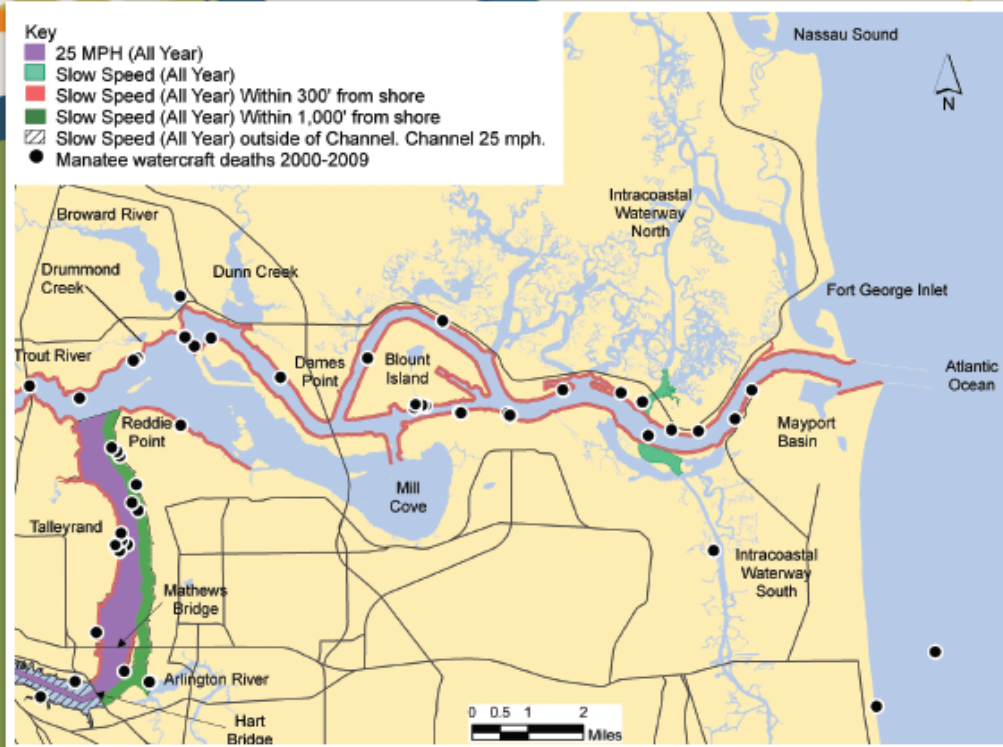 Key
25 MPH (All Year)
Slow Speed (All Year)
Slow Speed (All Year) Within 300' from shore
Slow Speed (All Year) Within 1,000' from shore
Slow Speed (All Year) outside of Channel. Channel 25 mph.
Manatee watercraft deaths 2000-2009
Nassau Sound
N
Intracoastal
Waterway
North
Broward River
Drummond
Creek
Dunn Creek
Fort George Inlet
Trout River
Dames
Point
Blount
Island
Atlantic
Ocean
Reddie
Point
Mayport
Basin
Mill
Cove
Talleyrand
Intracoastal
Waterway
South
Mathews
Bridge
Arlington River
Hart
Bridge
0 0.5 1 2
Miles